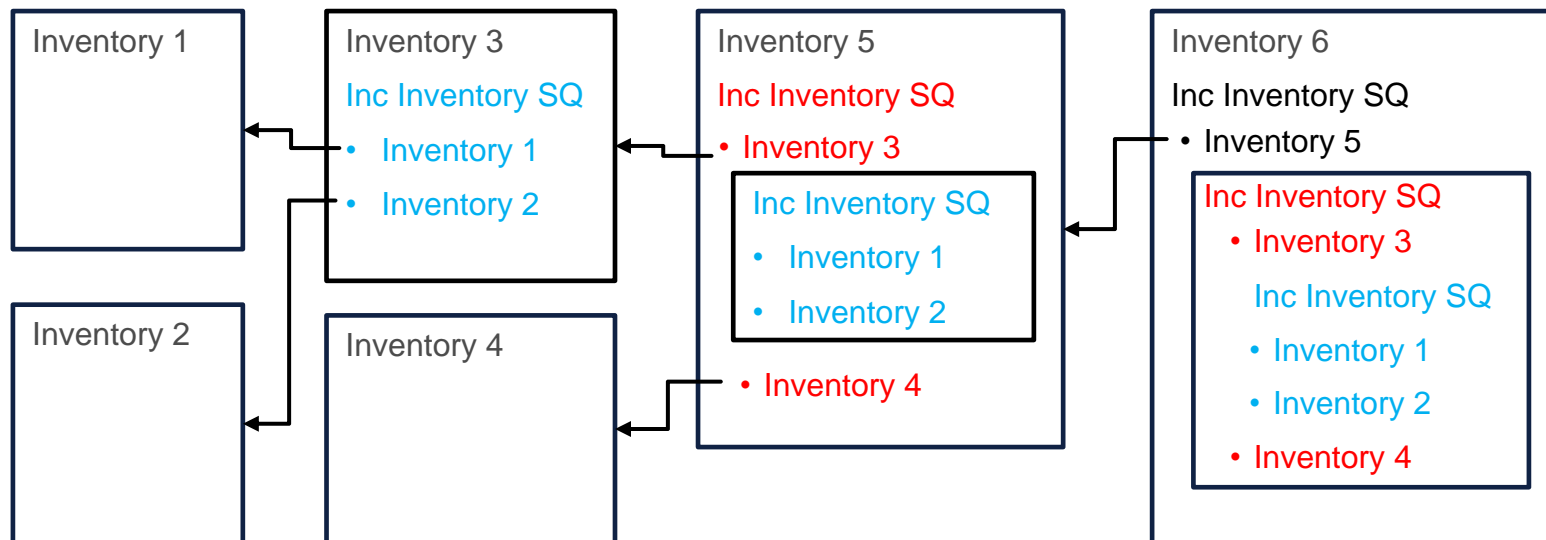 Inventory 1
Inventory 2
Inventory 3
Inc Inventory SQ
• Inventory 1
• Inventory 2
Inventory 4
Inventory 5
Inc Inventory SQ
• Inventory 3
Inc Inventory SQ
• Inventory 1
• Inventory 2
• Inventory 4
Inventory 6
Inc Inventory SQ
• Inventory 5
Inc Inventory SQ
• Inventory 3
Inc Inventory SQ
• Inventory 1
• Inventory 2
• Inventory 4